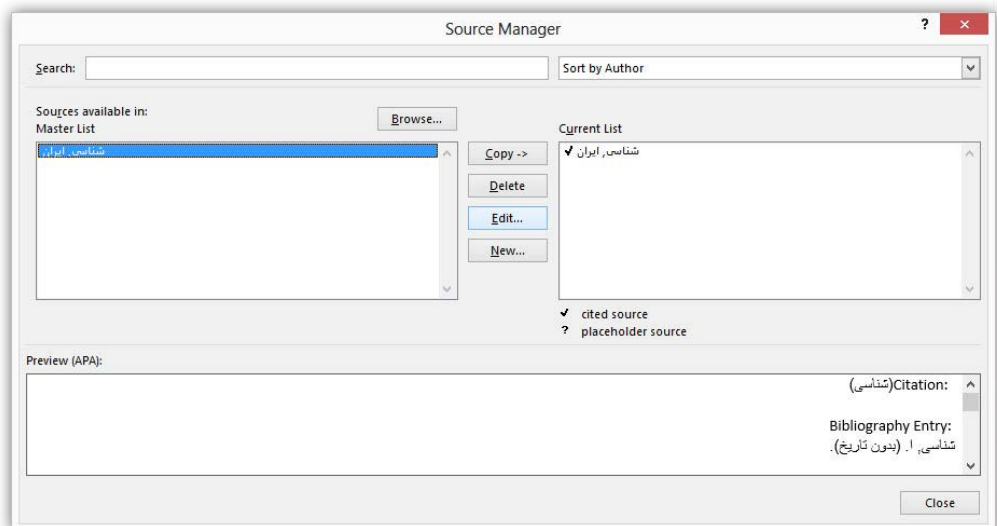 Source Manager
?
Search:
Sort by Author
Sources available in:
Master List
Browse...
Current List
شناسی, ایران
Copy ->
شناسی, ایران
Delete
Edit...
New...
cited source
? placeholder source
Preview (APA):
Citation:(شناسی)
Bibliography Entry:
شناسی, ا. (بدون تاریخ).
Close